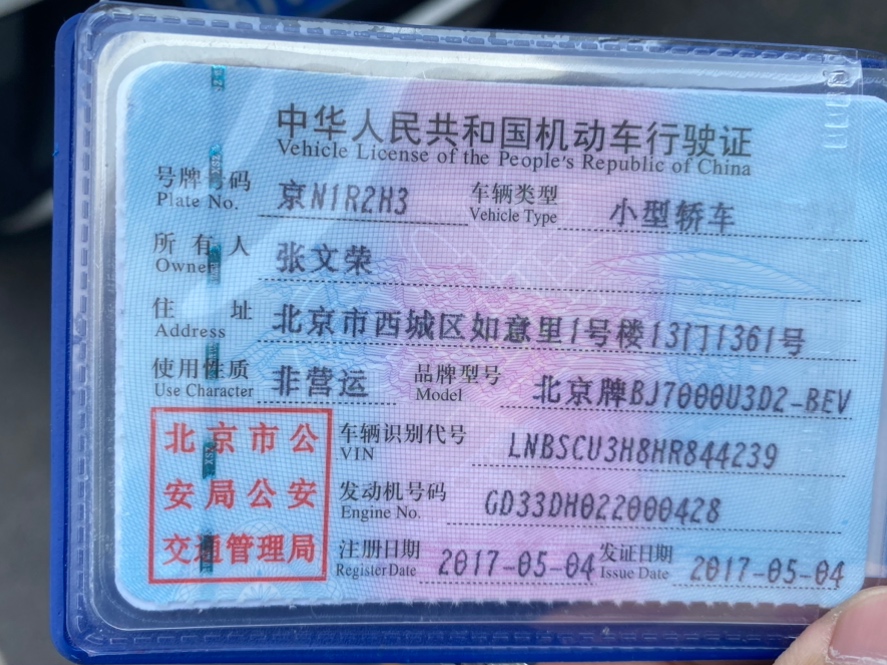 中华人民共和国机动车行驶证
Vehicle License of the People's Republic of China
号牌号码 京N1R2H3 车辆类型 小型轿车
Plate No. Vehicle Type
所有人 张文荣
Owner
住址 北京市西城区如意里1号楼13门1361号
Address
使用性质 非营运 品牌型号 北京牌BJ7000U3D2-BEV
Use Character Model
北京市公 车辆识别代号 LNBSCU3H8HR844239
VIN
安局公安 发动机号码 GD33DH022000428
Engine No.
交通管理局 注册日期 2017-05-04 发证日期 2017-05-04
Register Date Issue Date